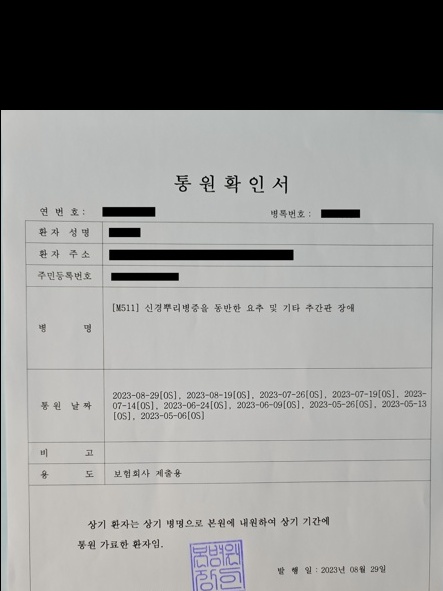 통원확인서
연 번 호 :
병록번호 :
환자 성명
환자 주소
주민등록번호
병 명
[M511] 신경뿌리병증을 동반한 요추 및 기타 추간판 장애
통원 날짜
2023-08-29[OS], 2023-08-19[OS], 2023-07-26[OS], 2023-07-19[OS], 2023-
07-14[OS], 2023-06-24[OS], 2023-06-09[OS], 2023-05-26[OS], 2023-05-13
[OS], 2023-05-06[OS]
비 고
용 도
보험회사 제출용
상기 환자는 상기 병명으로 본원에 내원하여 상기 기간에
통원 가료한 환자임.
발 행 일 : 2023년 08월 29일